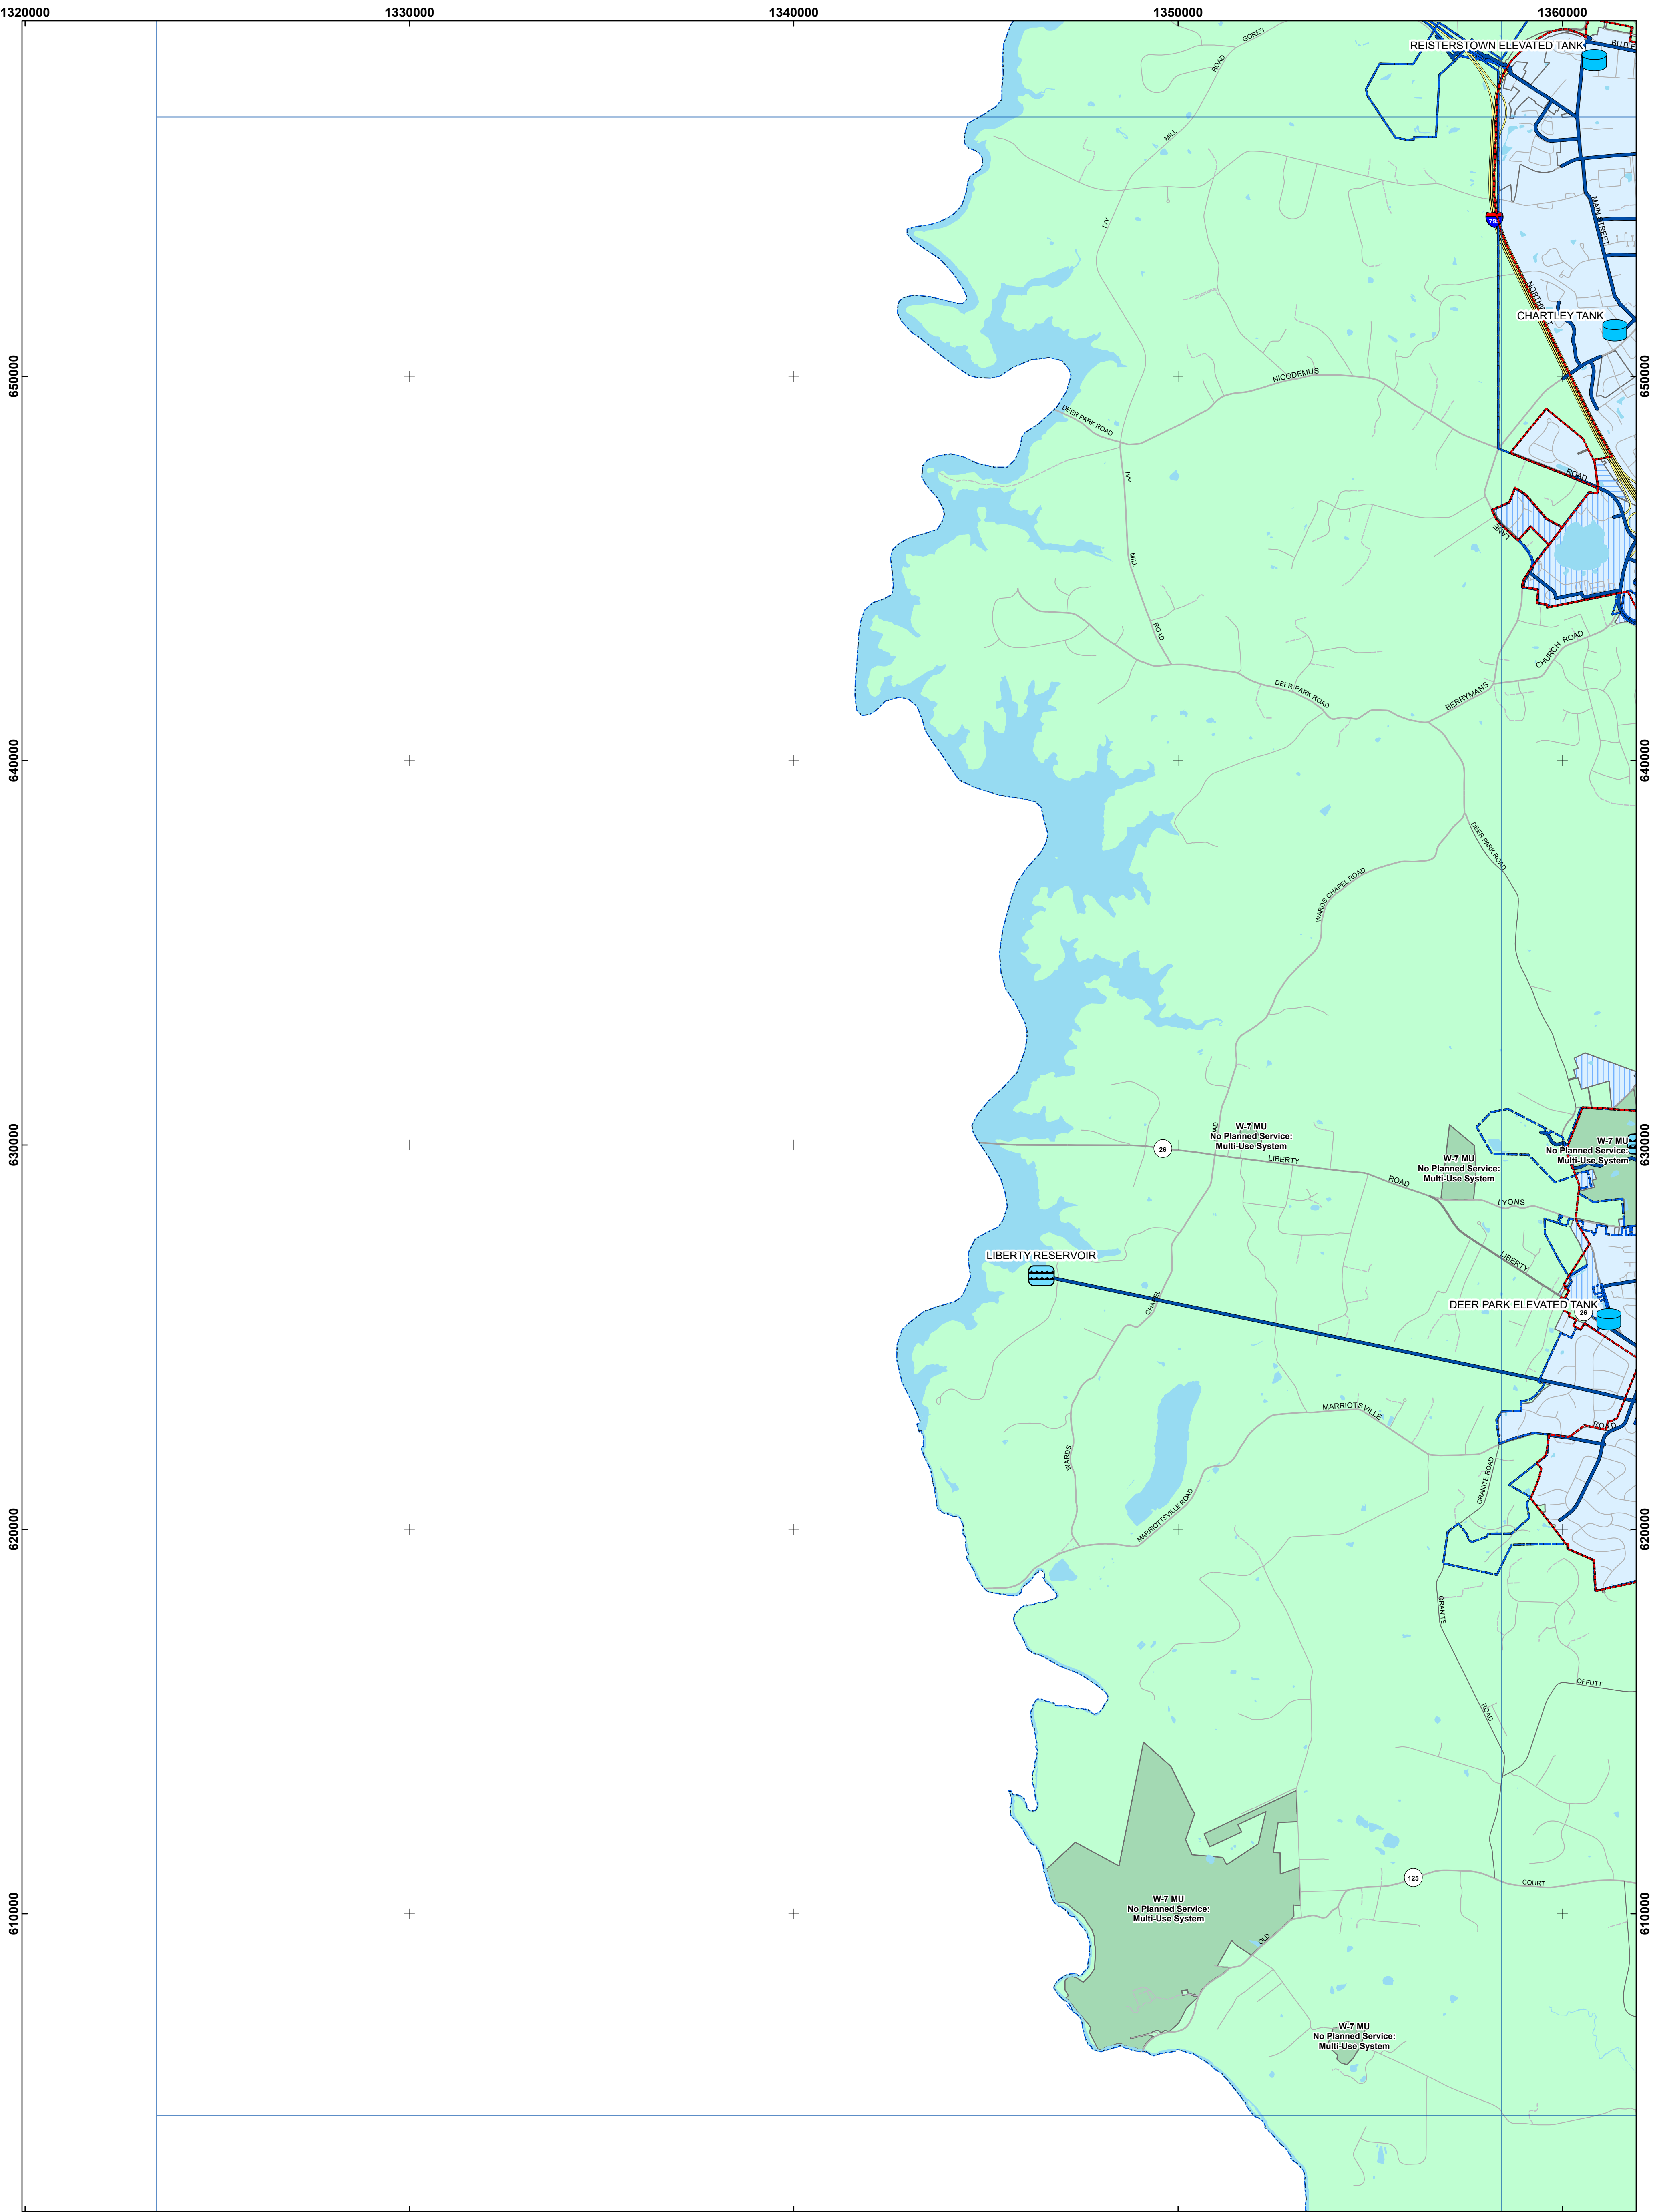 1320000
1330000
1340000
1350000
1360000
GORES
ROAD
MILL
IVY
REISTERSTOWN ELEVATED TANK
795
MAIN STREET
CHARTLEY TANK
650000
650000
NICODEMUS
DEER PARK ROAD
IVY
MILL
ROAD
ROAD
LANE
CHURCH ROAD
BERRYMANS
DEER PARK ROAD
640000
640000
DEER PARK ROAD
WARDS CHAPEL ROAD
630000
630000
26
W-7 MU
No Planned Service:
Multi-Use System
W-7 MU
No Planned Service:
Multi-Use System
W-7 MU
No Planned Service:
Multi-Use System
LIBERTY
ROAD
LYONS
LIBERTY
LIBERTY RESERVOIR
CHAPEL
DEER PARK ELEVATED TANK
26
MARRIOTSVILLE
ROAD
WARDS
GRANITE ROAD
MARRIOTTSVILLE ROAD
620000
620000
GRANITE
ROAD
OFFUTT
125
COURT
OLD
610000
610000
W-7 MU
No Planned Service:
Multi-Use System
W-7 MU
No Planned Service:
Multi-Use System